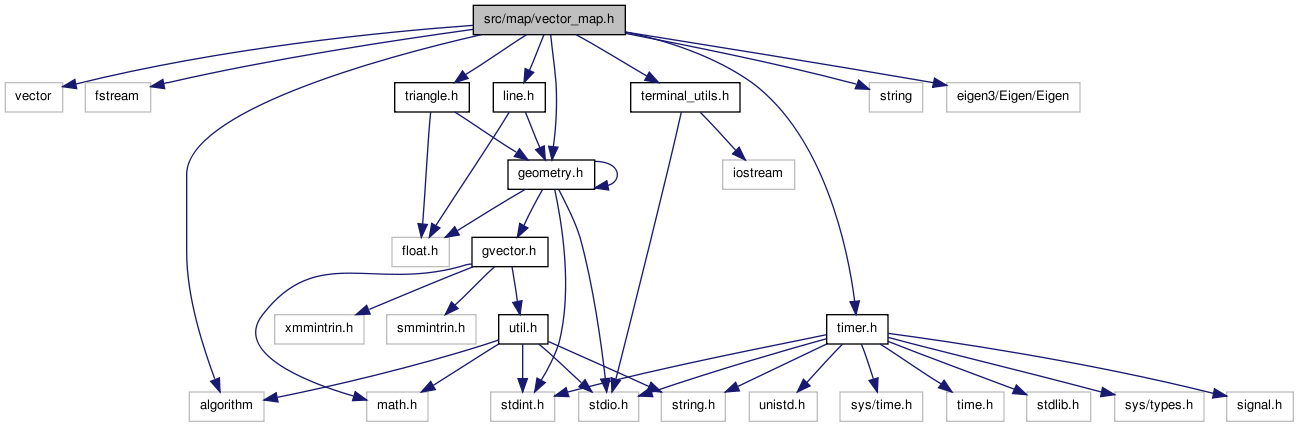 src/map/vector_map.h
vector
fstream
triangle.h
line.h
terminal_utils.h
string
eigen3/Eigen/Eigen
geometry.h
iostream
float.h
gvector.h
xmmintrin.h
smmintrin.h
util.h
timer.h
algorithm
math.h
stdint.h
stdio.h
string.h
unistd.h
sys/time.h
time.h
stdlib.h
sys/types.h
signal.h